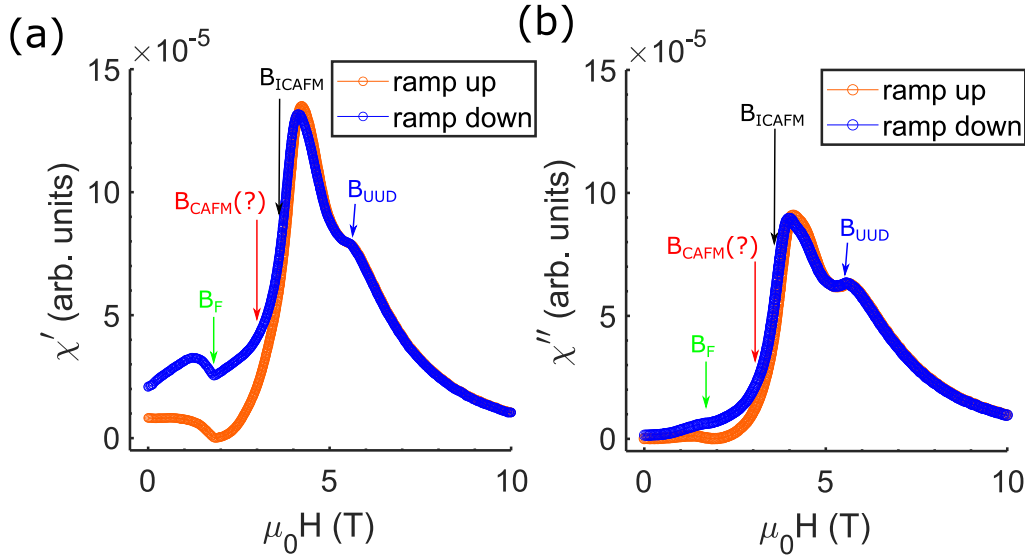 (a)
×10⁻⁵
15
10
5
0
χ′ (arb. units)
0
5
10
μ₀H (T)
B_ICAFM
B_CAFM(?)
B_F
B_UUD
ramp up
ramp down
(b)
×10⁻⁵
15
10
5
0
χ″ (arb. units)
0
5
10
μ₀H (T)
B_ICAFM
B_CAFM(?)
B_F
B_UUD
ramp up
ramp down